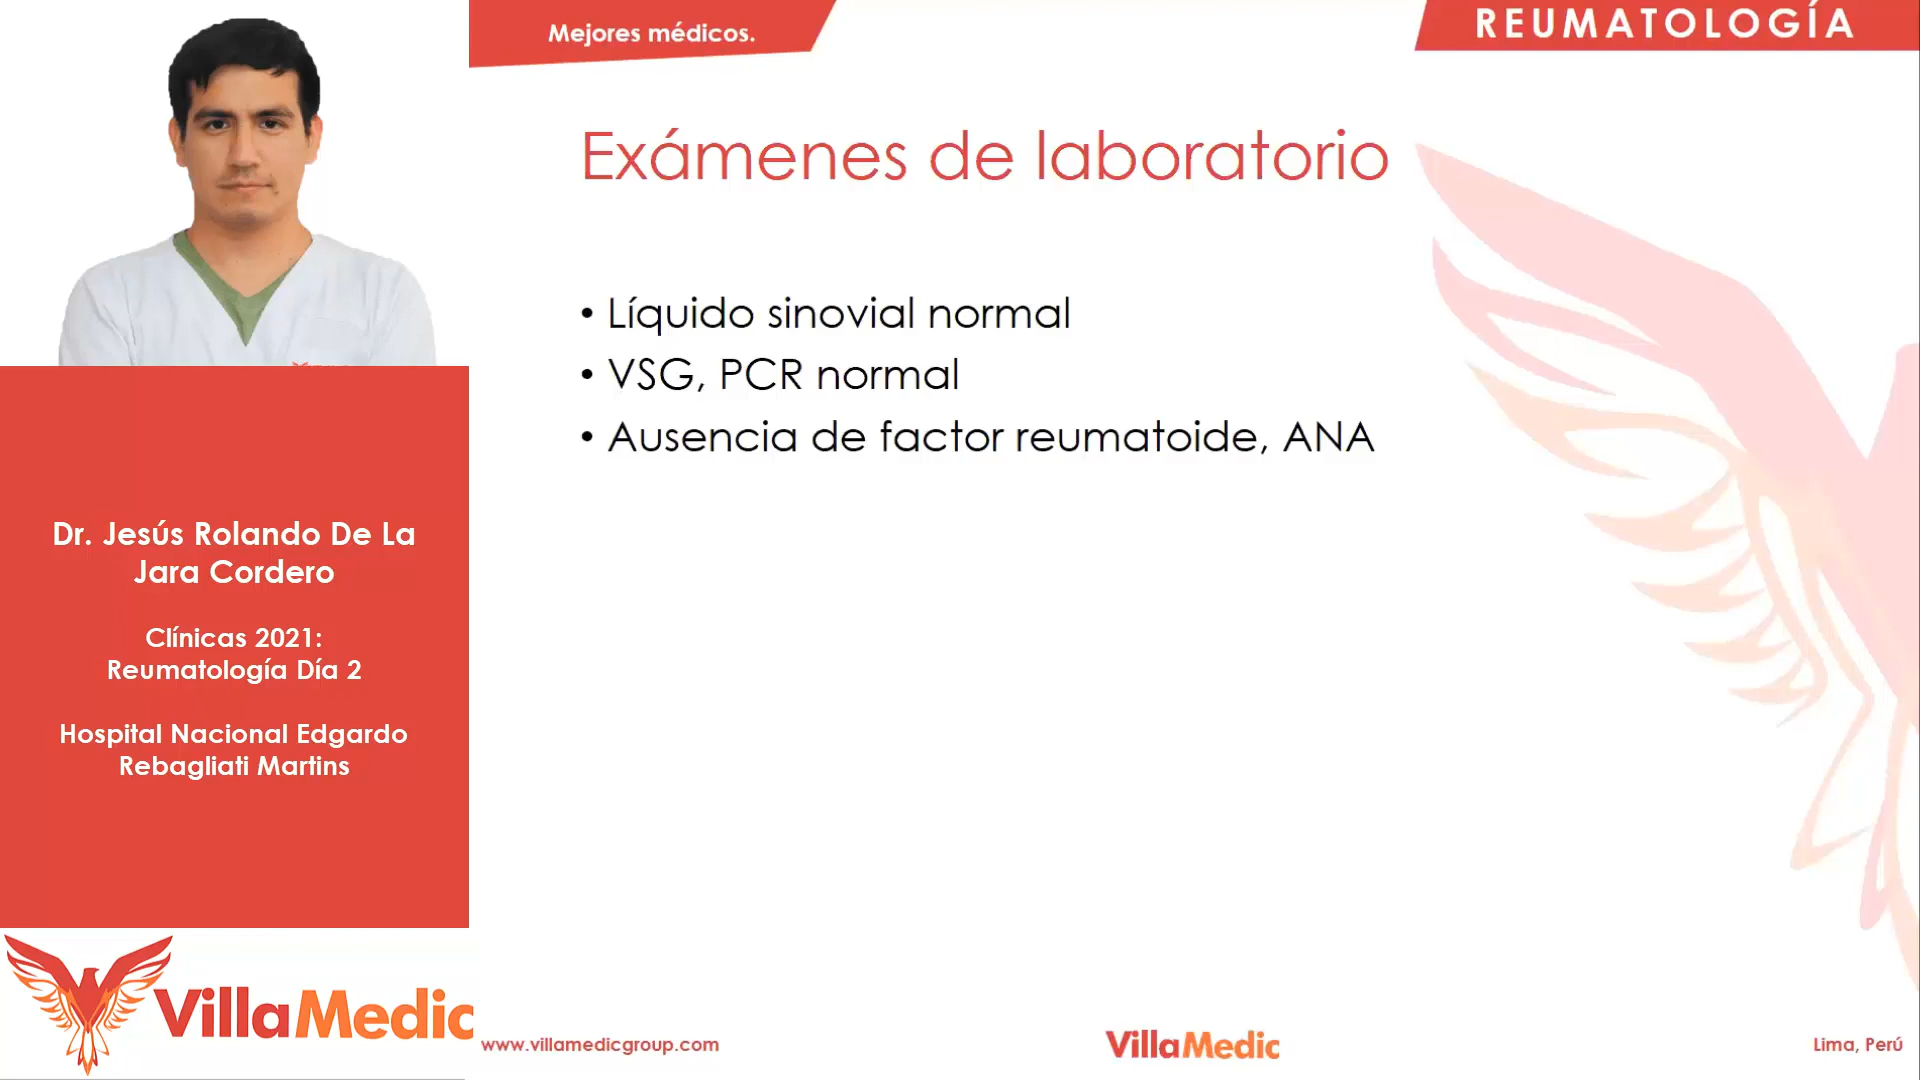 Mejores médicos.
REUMATOLOGÍA
Exámenes de laboratorio
• Líquido sinovial normal
• VSG, PCR normal
• Ausencia de factor reumatoide, ANA
Dr. Jesús Rolando De La
Jara Cordero
Clínicas 2021:
Reumatología Día 2
Hospital Nacional Edgardo
Rebagliati Martins
VillaMedic
www.villamedicgroup.com
VillaMedic
Lima, Perú